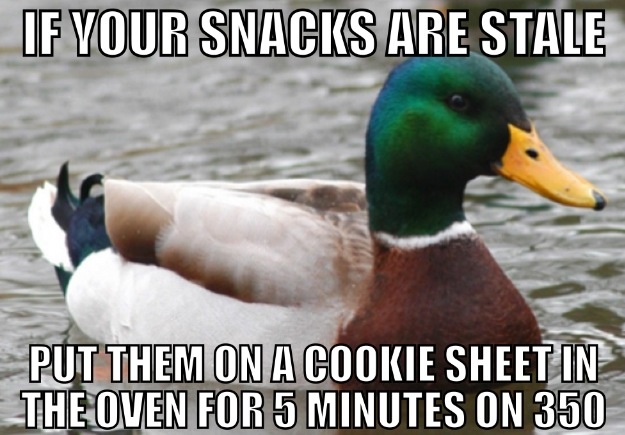 IF YOUR SNACKS ARE STALE
PUT THEM ON A COOKIE SHEET IN
THE OVEN FOR 5 MINUTES ON 350